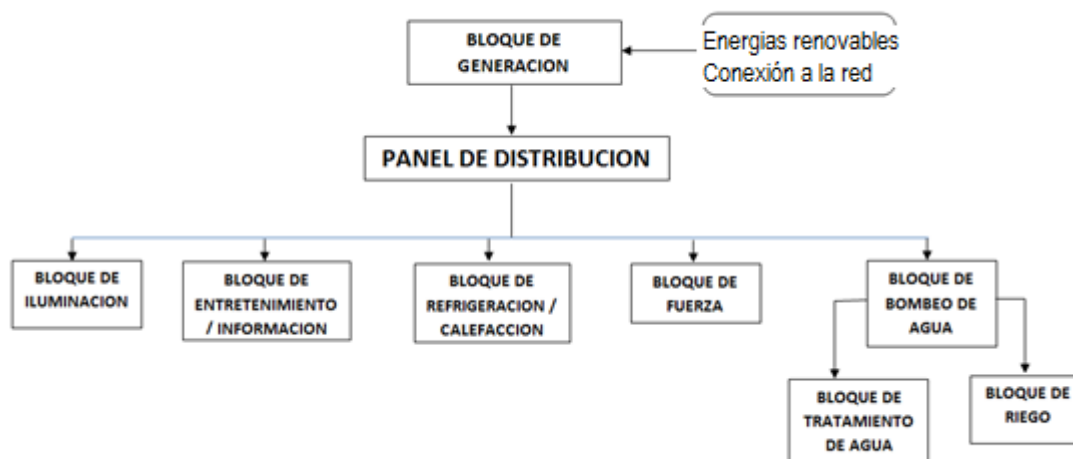 BLOQUE DE
GENERACION
Energias renovables
Conexión a la red
PANEL DE DISTRIBUCION
BLOQUE DE
ILUMINACION
BLOQUE DE
ENTRETENIMIENTO
/ INFORMACION
BLOQUE DE
REFRIGERACION /
CALEFACCION
BLOQUE DE
FUERZA
BLOQUE DE
BOMBEO DE
AGUA
BLOQUE DE
TRATAMIENTO
DE AGUA
BLOQUE DE
RIEGO